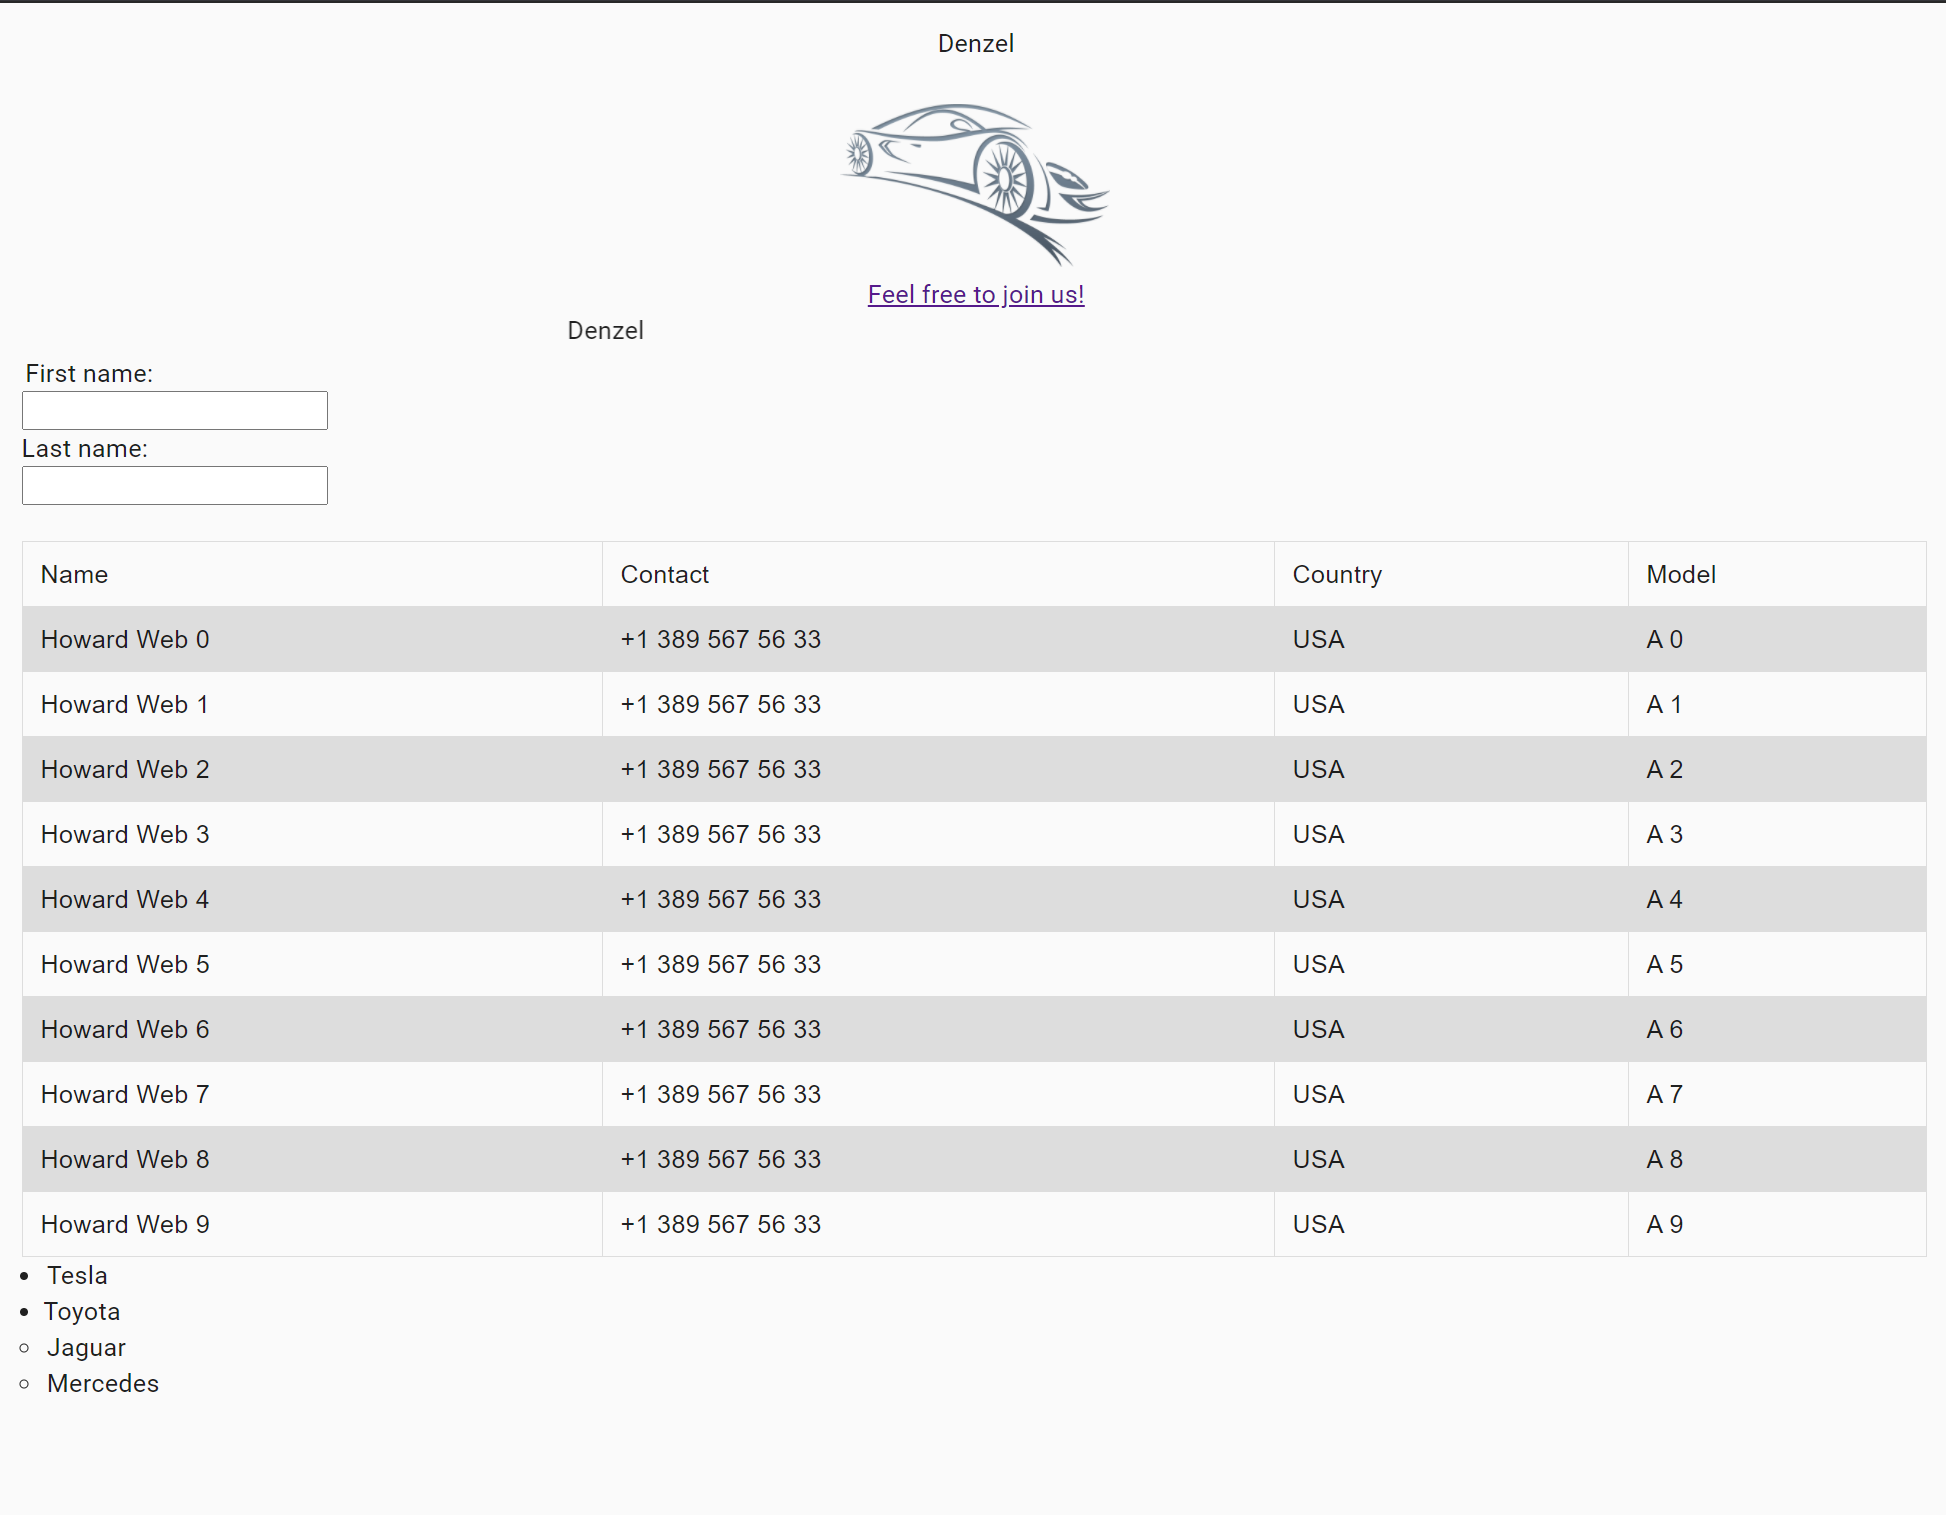 Denzel
Feel free to join us!
Denzel
First name:
Last name:
Name Contact Country Model
Howard Web 0 +1 389 567 56 33 USA A 0
Howard Web 1 +1 389 567 56 33 USA A 1
Howard Web 2 +1 389 567 56 33 USA A 2
Howard Web 3 +1 389 567 56 33 USA A 3
Howard Web 4 +1 389 567 56 33 USA A 4
Howard Web 5 +1 389 567 56 33 USA A 5
Howard Web 6 +1 389 567 56 33 USA A 6
Howard Web 7 +1 389 567 56 33 USA A 7
Howard Web 8 +1 389 567 56 33 USA A 8
Howard Web 9 +1 389 567 56 33 USA A 9
Tesla
Toyota
Jaguar
Mercedes